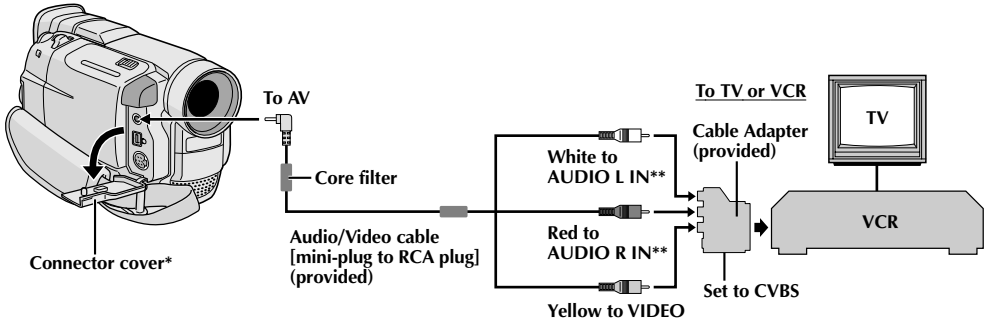 To AV
Core filter
Connector cover*
Audio/Video cable
[mini-plug to RCA plug]
(provided)
White to
AUDIO L IN**
Red to
AUDIO R IN**
Yellow to VIDEO
To TV or VCR
Cable Adapter
(provided)
Set to CVBS
TV
VCR